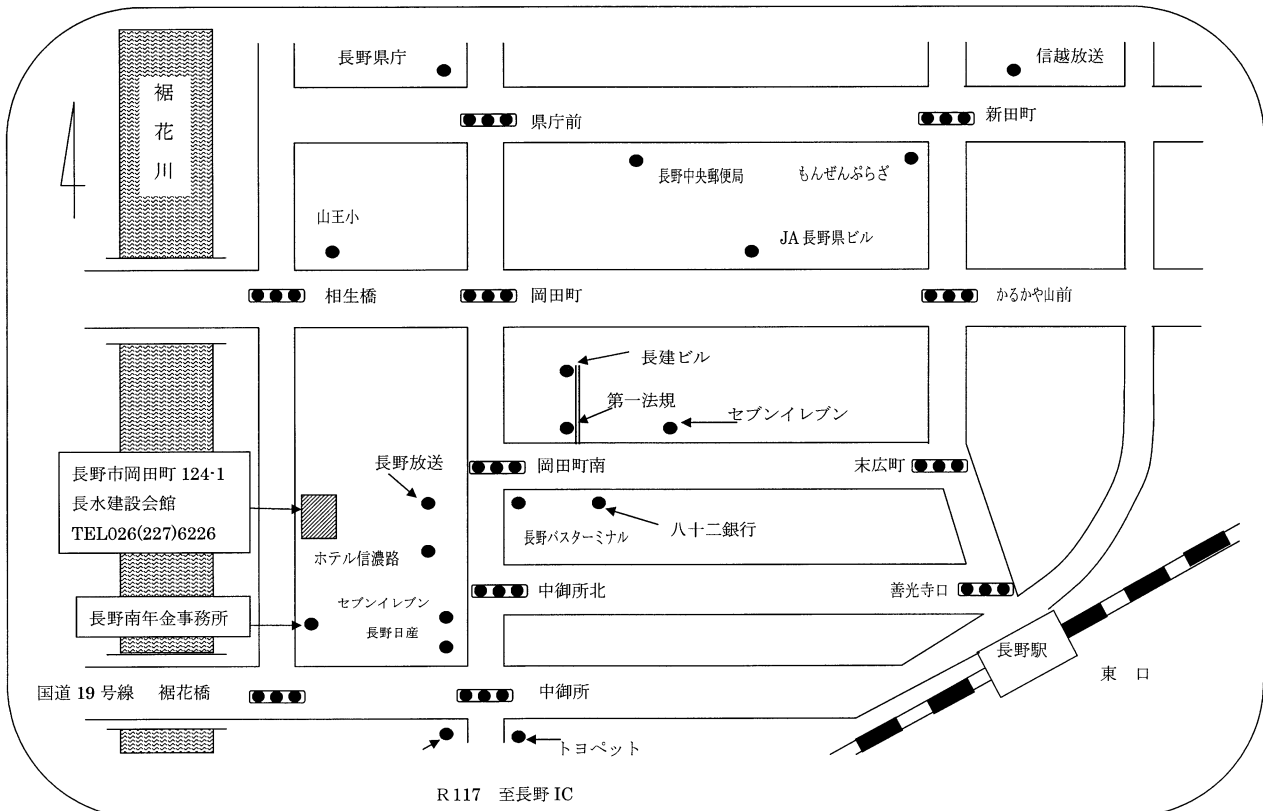 長野県庁
信越放送
裾花川
県庁前
新田町
長野中央郵便局
もんぜんぷらざ
山王小
JA長野県ビル
相生橋
岡田町
かるかや山前
長建ビル
第一法規
セブンイレブン
長野市岡田町 124-1
長水建設会館
TEL026(227)6226
長野放送
岡田町南
末広町
長野バスターミナル
八十二銀行
ホテル信濃路
中御所北
善光寺口
セブンイレブン
長野日産
長野南年金事務所
長野駅
東 口
国道 19 号線 裾花橋
中御所
トヨペット
R117 至長野 IC